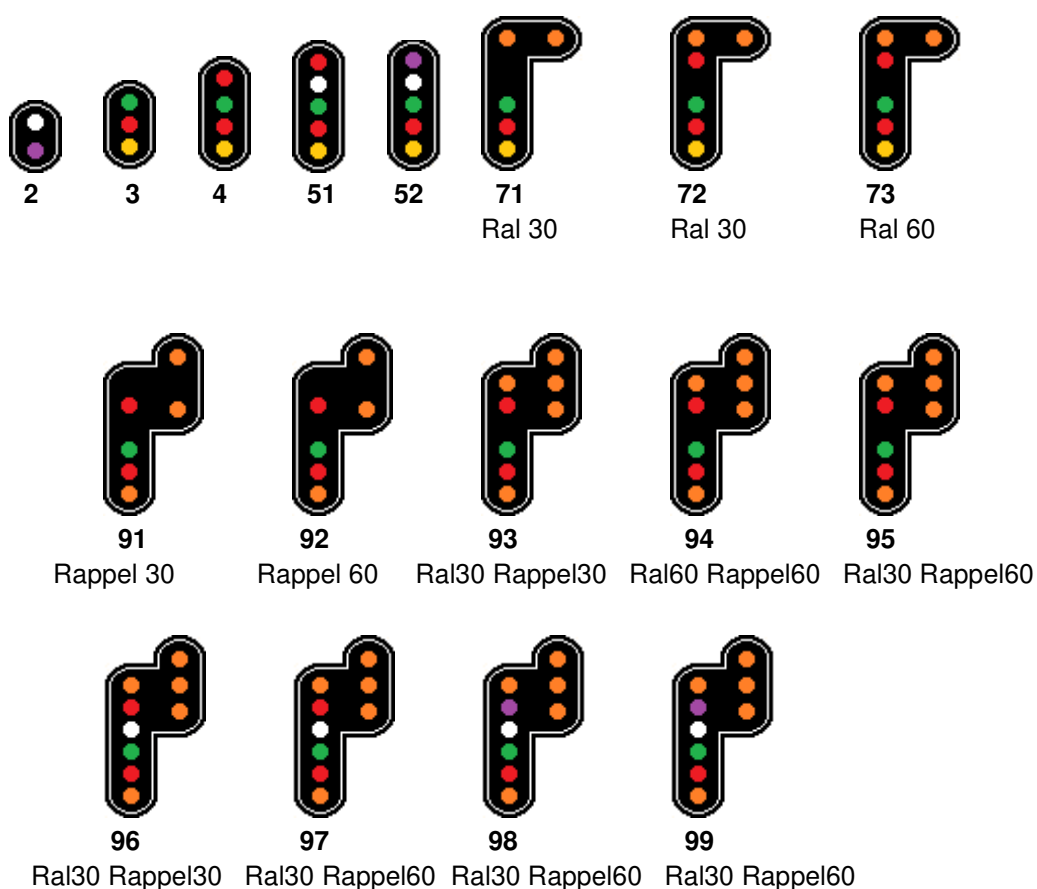 2 3 4 51 52 71 72 73
Ral 30 Ral 30 Ral 60
91 92 93 94 95
Rappel 30 Rappel 60 Ral30 Rappel30 Ral60 Rappel60 Ral30 Rappel60
96 97 98 99
Ral30 Rappel30 Ral30 Rappel60 Ral30 Rappel60 Ral30 Rappel60